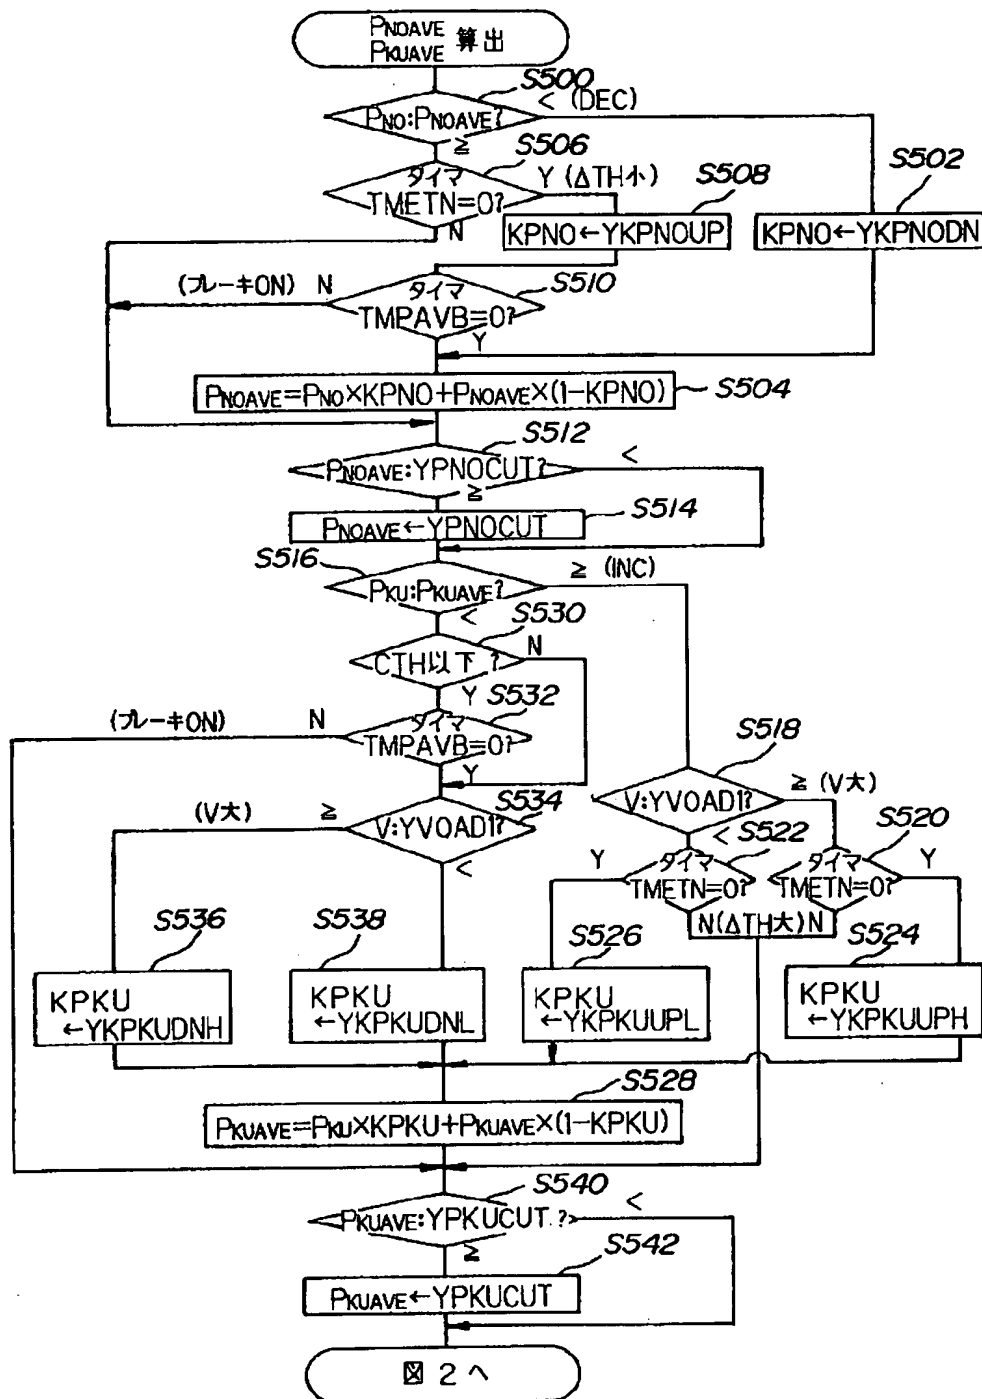 PNOAVE
PKUAVE 算出
S500
PNO:PNOAVE?
< (DEC)
≧
S506
タイマ
TMETN=0?
Y (ΔTH小)
N
S508
KPNO←YKPNOUP
S502
KPNO←YKPNODN
(ブレーキON) N
タイマ
TMPAVB=0?
S510
Y
PNOAVE=PNO×KPNO+PNOAVE×(1-KPNO)
S504
S512
PNOAVE:YPNOCUT?
<
≧
S514
PNOAVE←YPNOCUT
S516
PKU:PKUAVE?
≧ (INC)
<
S530
CTH以下?
N
Y
S532
(ブレーキON) N
タイマ
TMPAVB=0?
Y
S518
V:YVOAD1?
≧ (V大)
<
S534
(V大) ≧
V:YVOAD1?
<
S522
Y
タイマ
TMETN=0?
S520
タイマ
TMETN=0?
Y
N(ΔTH大)N
S536
KPKU
←YKPKUDNH
S538
KPKU
←YKPKUDNL
S526
KPKU
←YKPKUUPL
S524
KPKU
←YKPKUUPH
S528
PKUAVE=PKU×KPKU+PKUAVE×(1-KPKU)
S540
PKUAVE:YPKUCUT.?
<
≧
S542
PKUAVE←YPKUCUT
図2へ